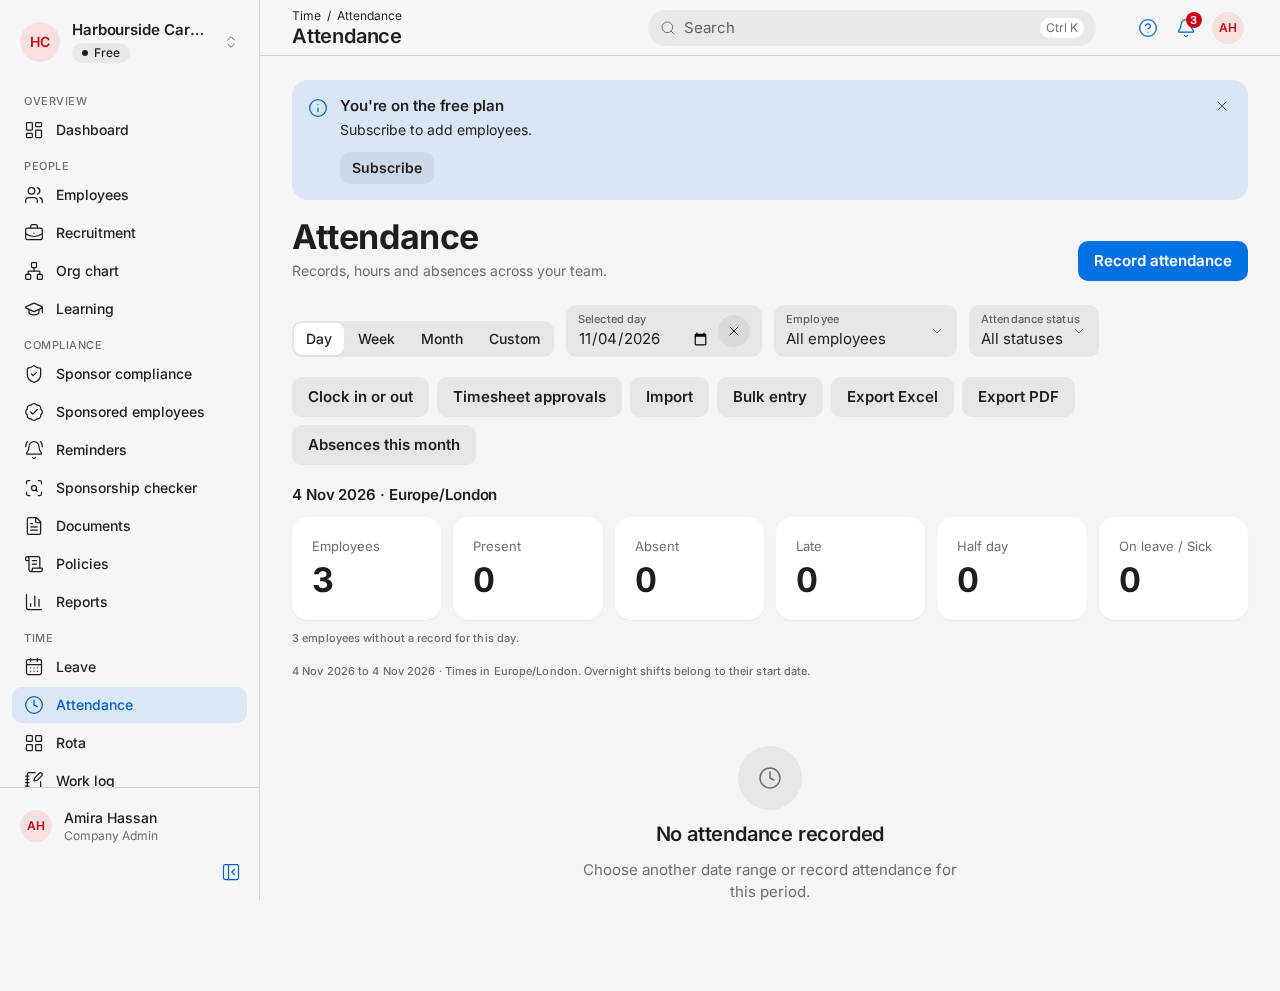 HC
Harbourside Car...
Free
OVERVIEW
Dashboard
PEOPLE
Employees
Recruitment
Org chart
Learning
COMPLIANCE
Sponsor compliance
Sponsored employees
Reminders
Sponsorship checker
Documents
Policies
Reports
TIME
Leave
Attendance
Rota
Work log
AH
Amira Hassan
Company Admin
Time / Attendance
Attendance
Search
Ctrl K
3
AH
You're on the free plan
Subscribe to add employees.
Subscribe
Attendance
Records, hours and absences across your team.
Record attendance
Day Week Month Custom
Selected day
11/04/2026
Employee
All employees
Attendance status
All statuses
Clock in or out
Timesheet approvals
Import
Bulk entry
Export Excel
Export PDF
Absences this month
4 Nov 2026 · Europe/London
Employees
3
Present
0
Absent
0
Late
0
Half day
0
On leave / Sick
0
3 employees without a record for this day.
4 Nov 2026 to 4 Nov 2026 · Times in Europe/London. Overnight shifts belong to their start date.
No attendance recorded
Choose another date range or record attendance for
this period.